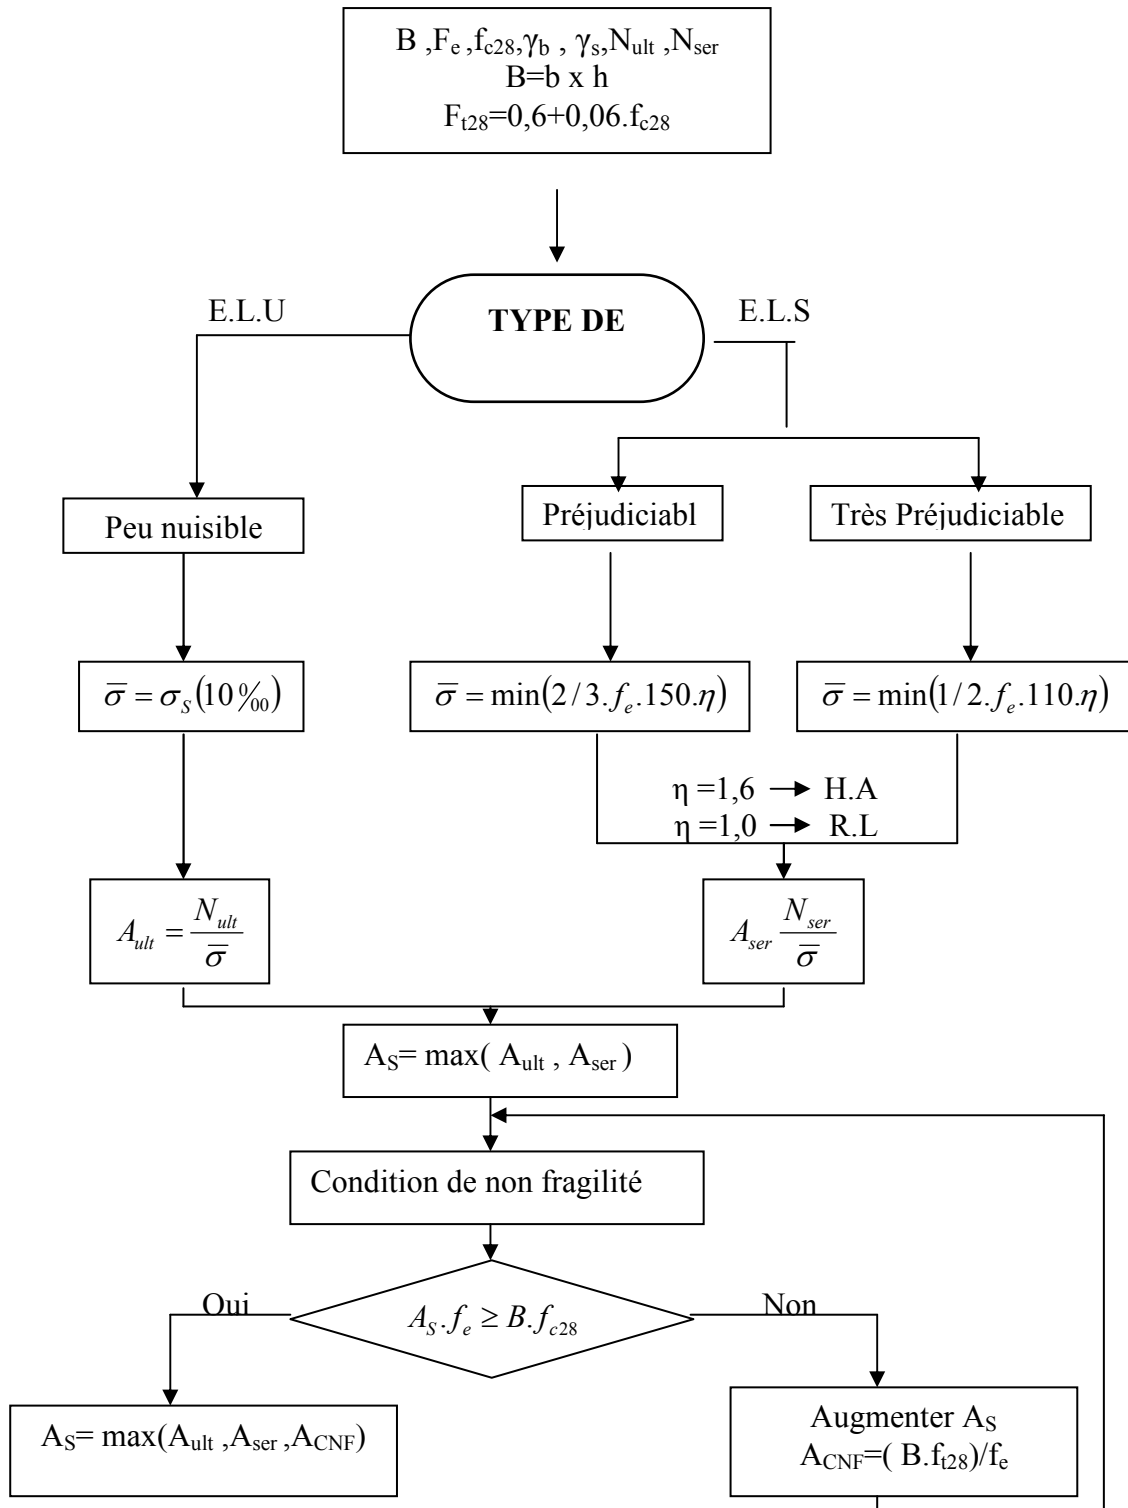 B ,Fe ,fc28,γb , γs,Nult ,Nser
B=b x h
Ft28=0,6+0,06.fc28
E.L.U
TYPE DE
E.L.S
Peu nuisible
Préjudiciabl
Très Préjudiciable
σ̅ = σS(10‰)
σ̅ = min(2/3.fe.150.η)
σ̅ = min(1/2.fe.110.η)
η =1,6 → H.A
η =1,0 → R.L
Ault = Nult / σ̅
Aser Nser / σ̅
AS= max( Ault , Aser )
Condition de non fragilité
Oui
AS.fe ≥ B.fc28
Non
AS= max(Ault ,Aser ,ACNF)
Augmenter AS
ACNF=( B.ft28)/fe